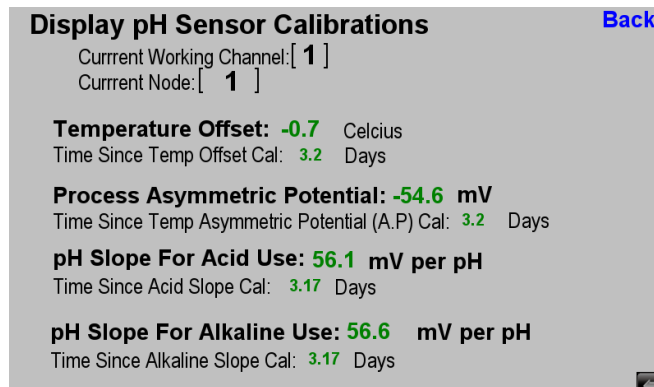 Display pH Sensor Calibrations Back
Currrent Working Channel:[ 1 ]
Currrent Node:[ 1 ]
Temperature Offset: -0.7 Celcius
Time Since Temp Offset Cal: 3.2 Days
Process Asymmetric Potential: -54.6 mV
Time Since Temp Asymmetric Potential (A.P) Cal: 3.2 Days
pH Slope For Acid Use: 56.1 mV per pH
Time Since Acid Slope Cal: 3.17 Days
pH Slope For Alkaline Use: 56.6 mV per pH
Time Since Alkaline Slope Cal: 3.17 Days